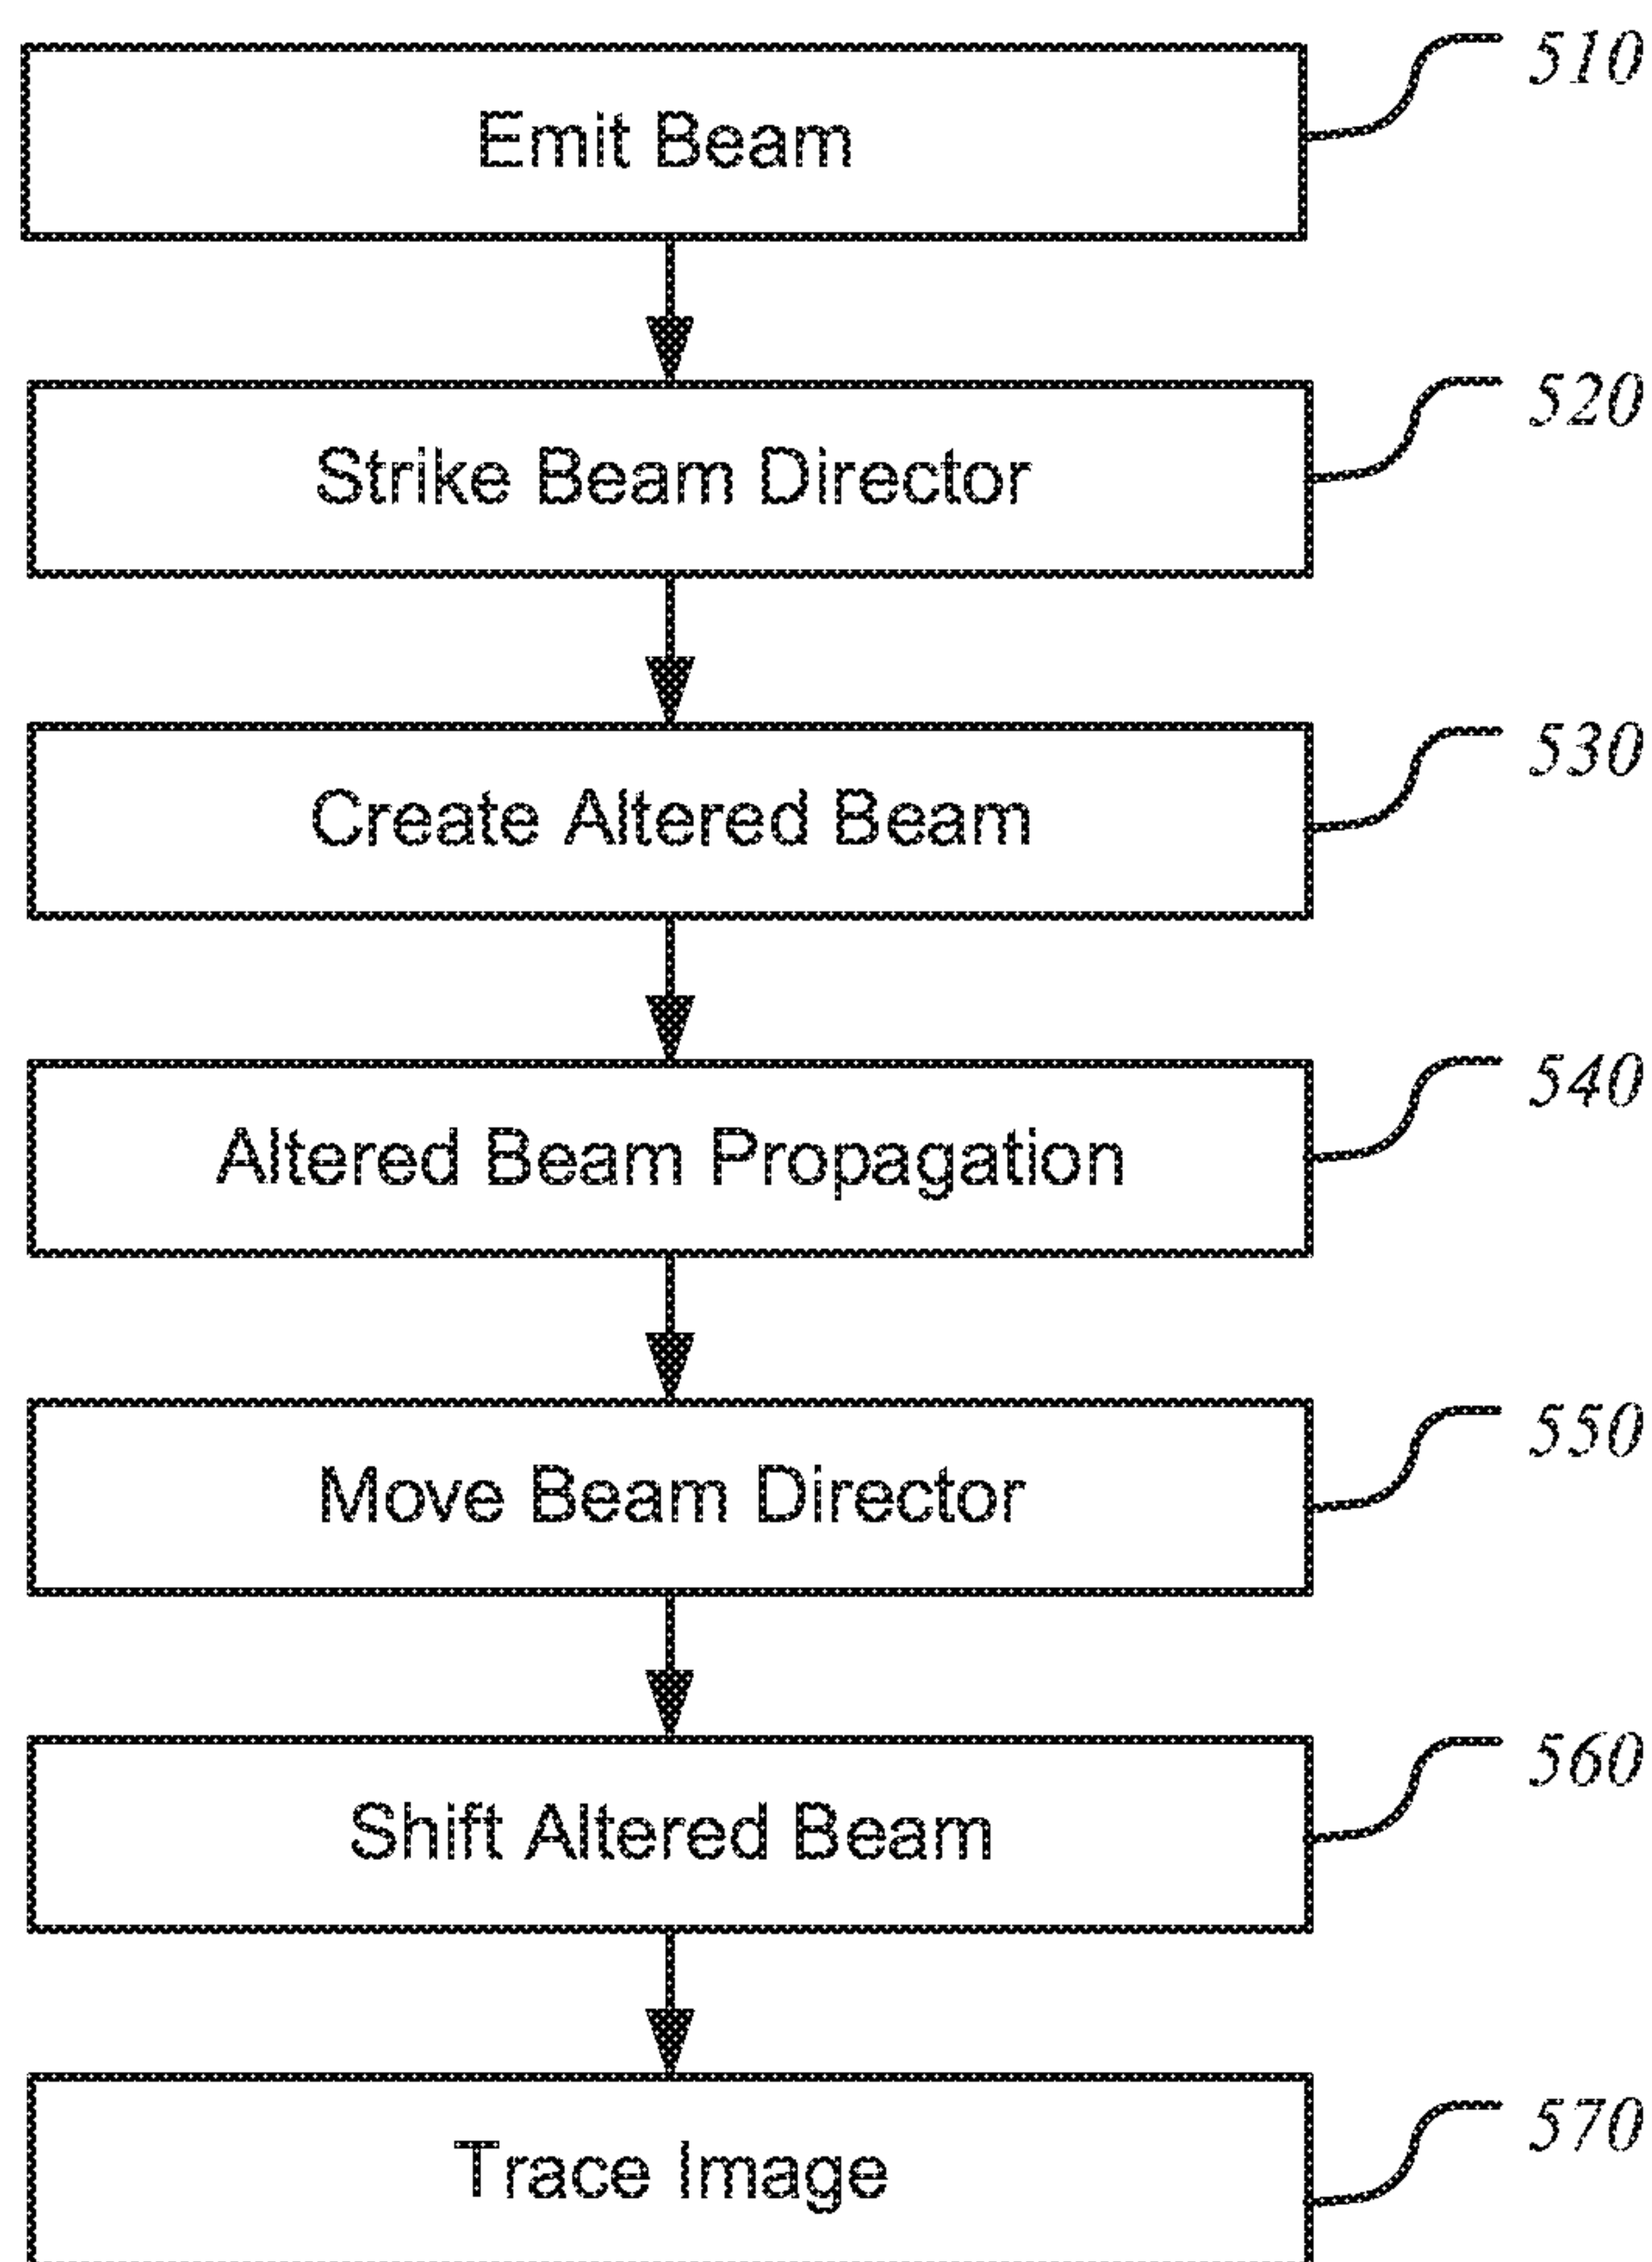 Emit Beam
510
Strike Beam Director
520
Create Altered Beam
530
Altered Beam Propagation
540
Move Beam Director
550
Shift Altered Beam
560
Trace Image
570